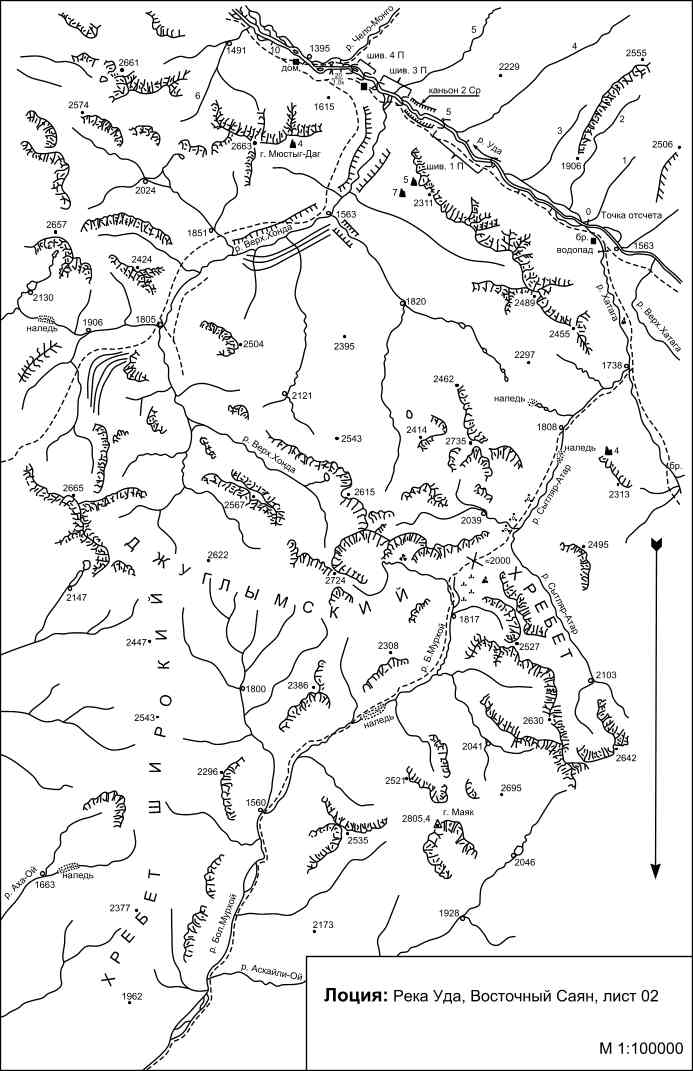 р. Чело-Монго
5
1491
10
1395
шив. 4 П
4
2661
дом.
шив. 3 П
2229
2555
6
1615
каньон 2 Ср
2574
5
р. Уда
3
2
2663
4
г. Мюстыг-Даг
2506
шив. 1 П
1906
1
2024
5
7
2311
0
Точка отсчета
1563
2657
1851
р. Верх.Хонда
бр.
водопад
1563
2424
2130
р. Хатага
р. Верх.Хатага
наледь
1906
1805
1820
2489
2504
2395
2455
2297
1738
2462
2121
наледь
2414
1808
2543
2735
наледь
4
р. Верх.Хонда
бр.
2665
2567
2615
2313
р. Сытляр-Атар
2039
2495
2622
≈2000
2724
ДЖУГЛЫМСКИЙ
ХРЕБЕТ
р. Сытляр-Атар
2147
1817
2447
2308
2527
р. Б.Мурхой
1800
2386
2103
2543
наледь
2630
2041
2642
ХРЕБЕТ ШИРОКИЙ
2296
2521
2695
1560
2805,4
г. Маяк
2535
2046
р. Аха-Ой
1663
наледь
2377
1928
р. Бол.Мурхой
2173
р. Аскайли-Ой
1962
Лоция: Река Уда, Восточный Саян, лист 02
М 1:100000